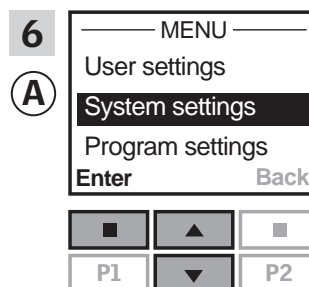 6
A
MENU
User settings
System settings
Program settings
Enter Back
P1 P2